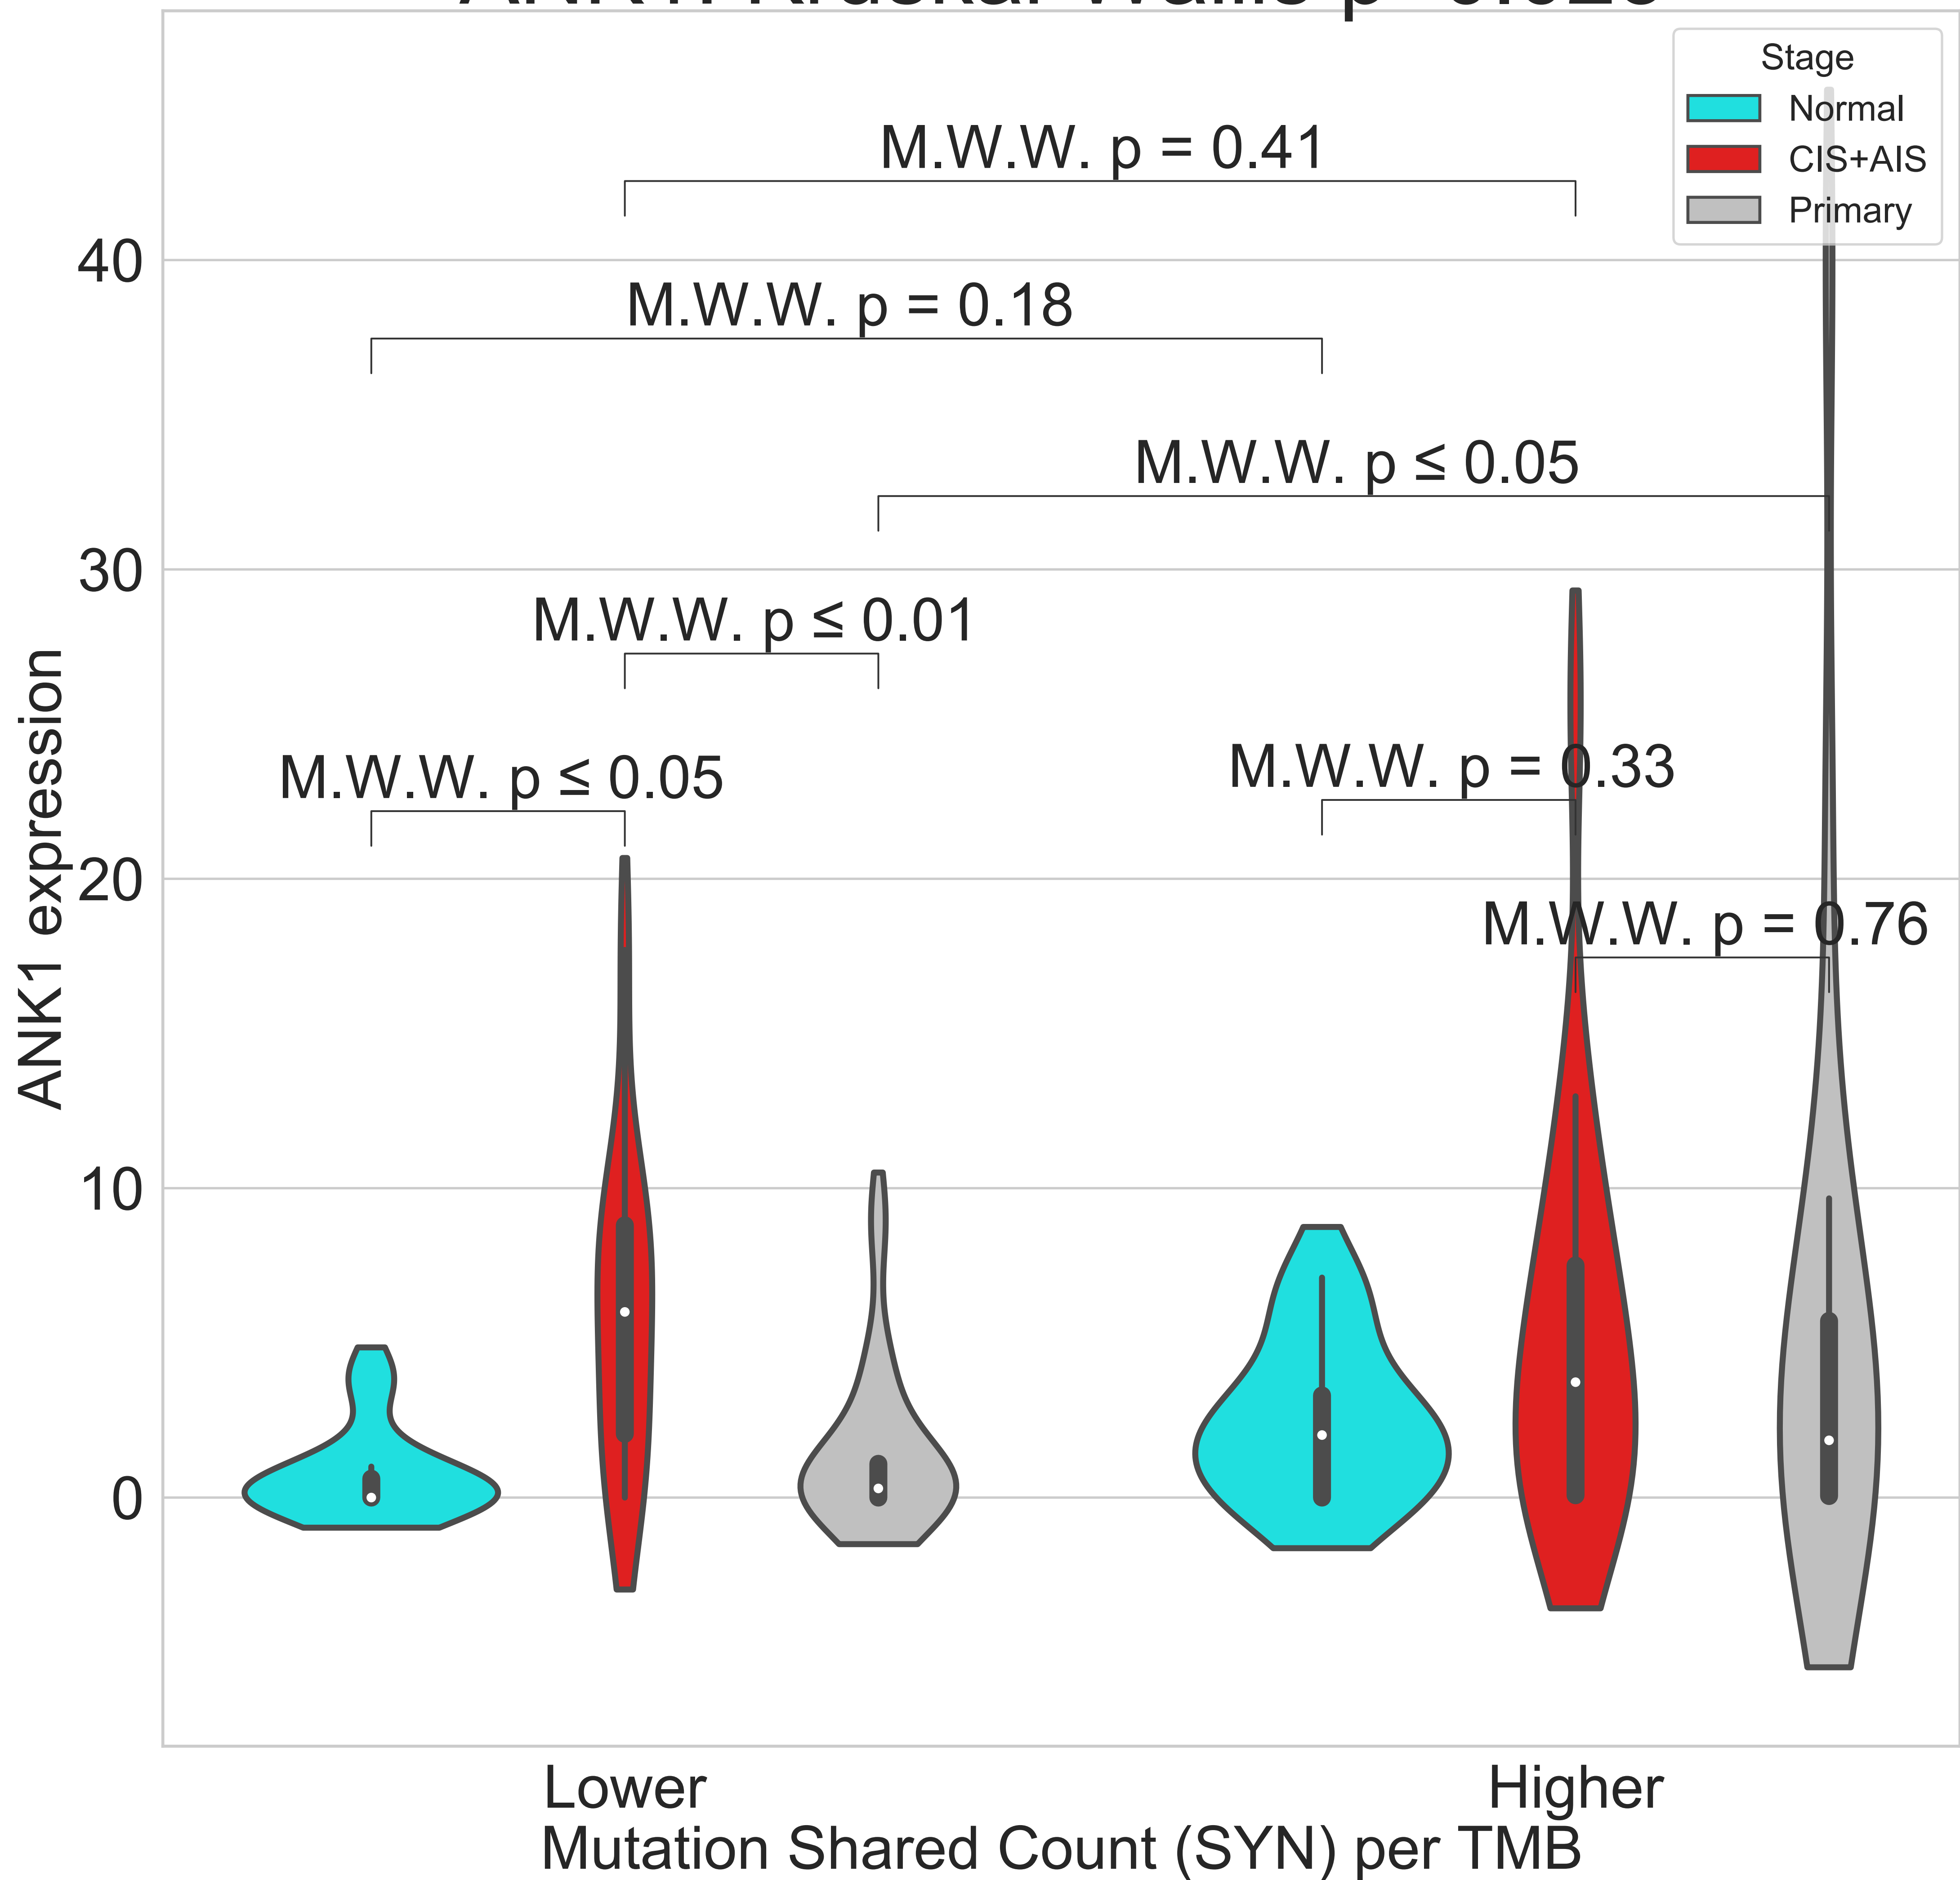 Stage
Normal
CIS+AIS
Primary
M.W.W. p = 0.41
40
M.W.W. p = 0.18
M.W.W. p ≤ 0.05
30
M.W.W. p ≤ 0.01
M.W.W. p ≤ 0.05
M.W.W. p = 0.33
20
M.W.W. p = 0.76
ANK1 expression
10
0
Lower
Higher
Mutation Shared Count (SYN) per TMB